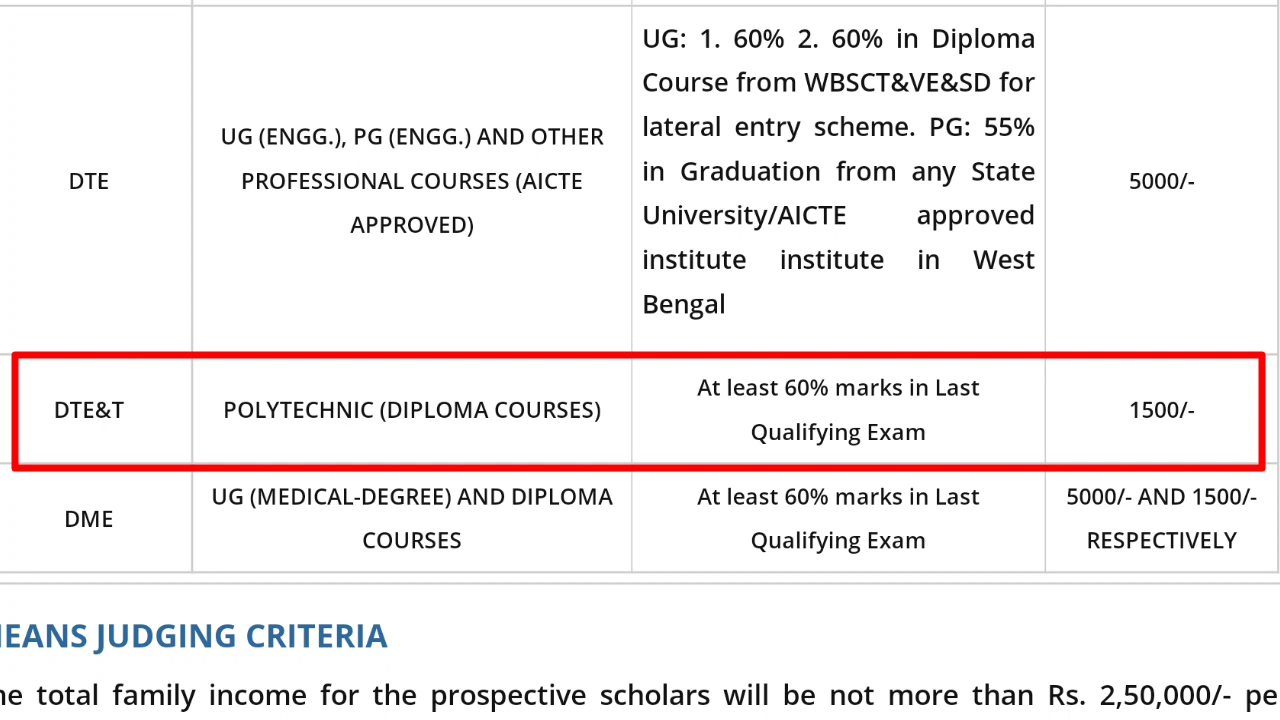 DTE
UG (ENGG.), PG (ENGG.) AND OTHER
PROFESSIONAL COURSES (AICTE
APPROVED)
UG: 1. 60% 2. 60% in Diploma
Course from WBSCT&VE&SD for
lateral entry scheme. PG: 55%
in Graduation from any State
University/AICTE approved
institute institute in West
Bengal
5000/-
DTE&T
POLYTECHNIC (DIPLOMA COURSES)
At least 60% marks in Last
Qualifying Exam
1500/-
DME
UG (MEDICAL-DEGREE) AND DIPLOMA
COURSES
At least 60% marks in Last
Qualifying Exam
5000/- AND 1500/-
RESPECTIVELY
EANS JUDGING CRITERIA
he total family income for the prospective scholars will be not more than Rs. 2,50,000/- pe